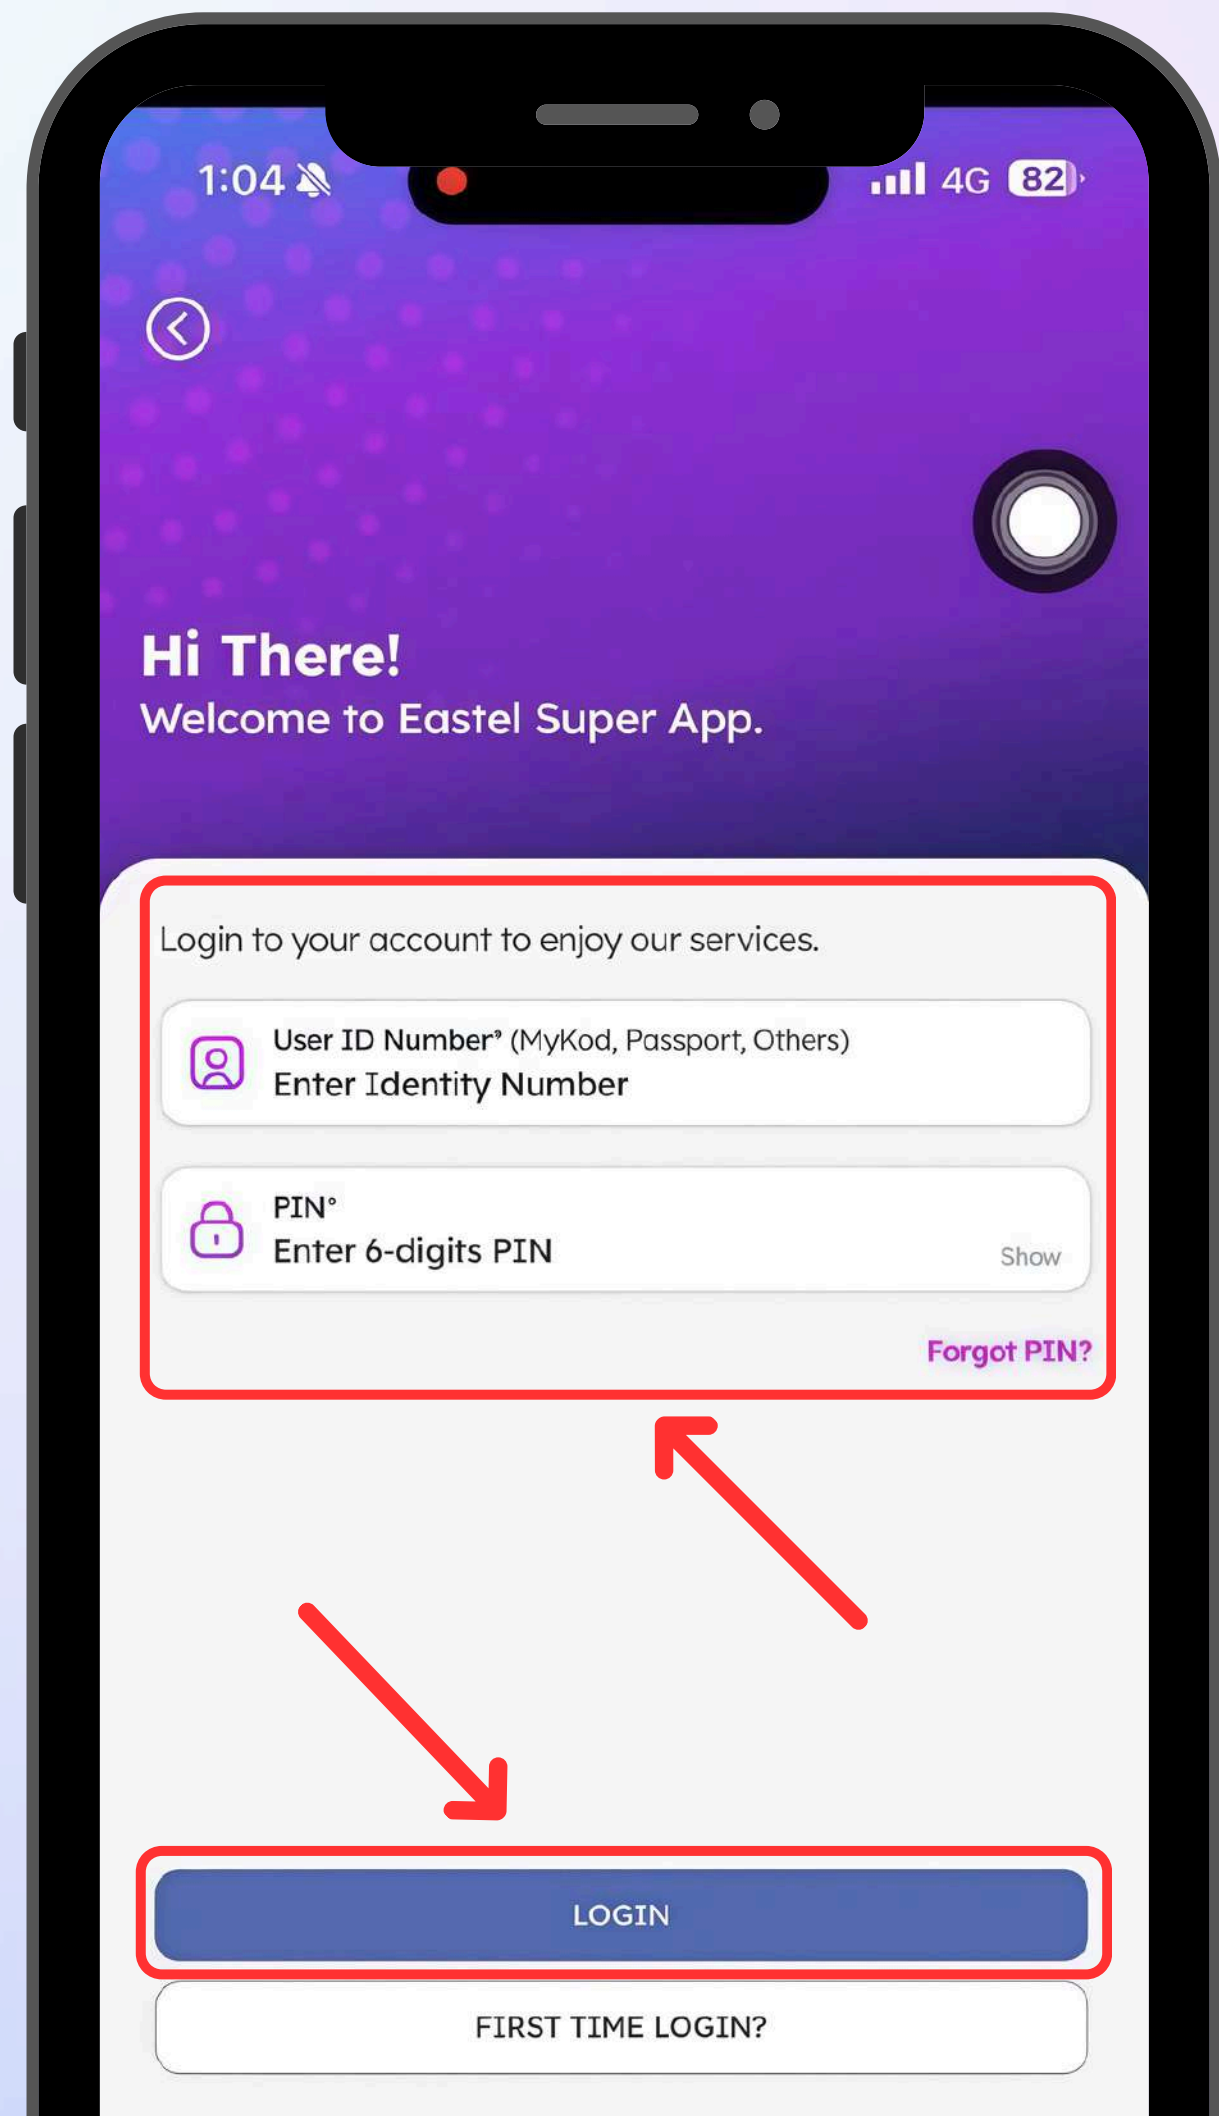 1:04
4G 82
Hi There!
Welcome to Eastel Super App.
Login to your account to enjoy our services.
User ID Number* (MyKod, Passport, Others)
Enter Identity Number
PIN*
Enter 6-digits PIN
Show
Forgot PIN?
LOGIN
FIRST TIME LOGIN?